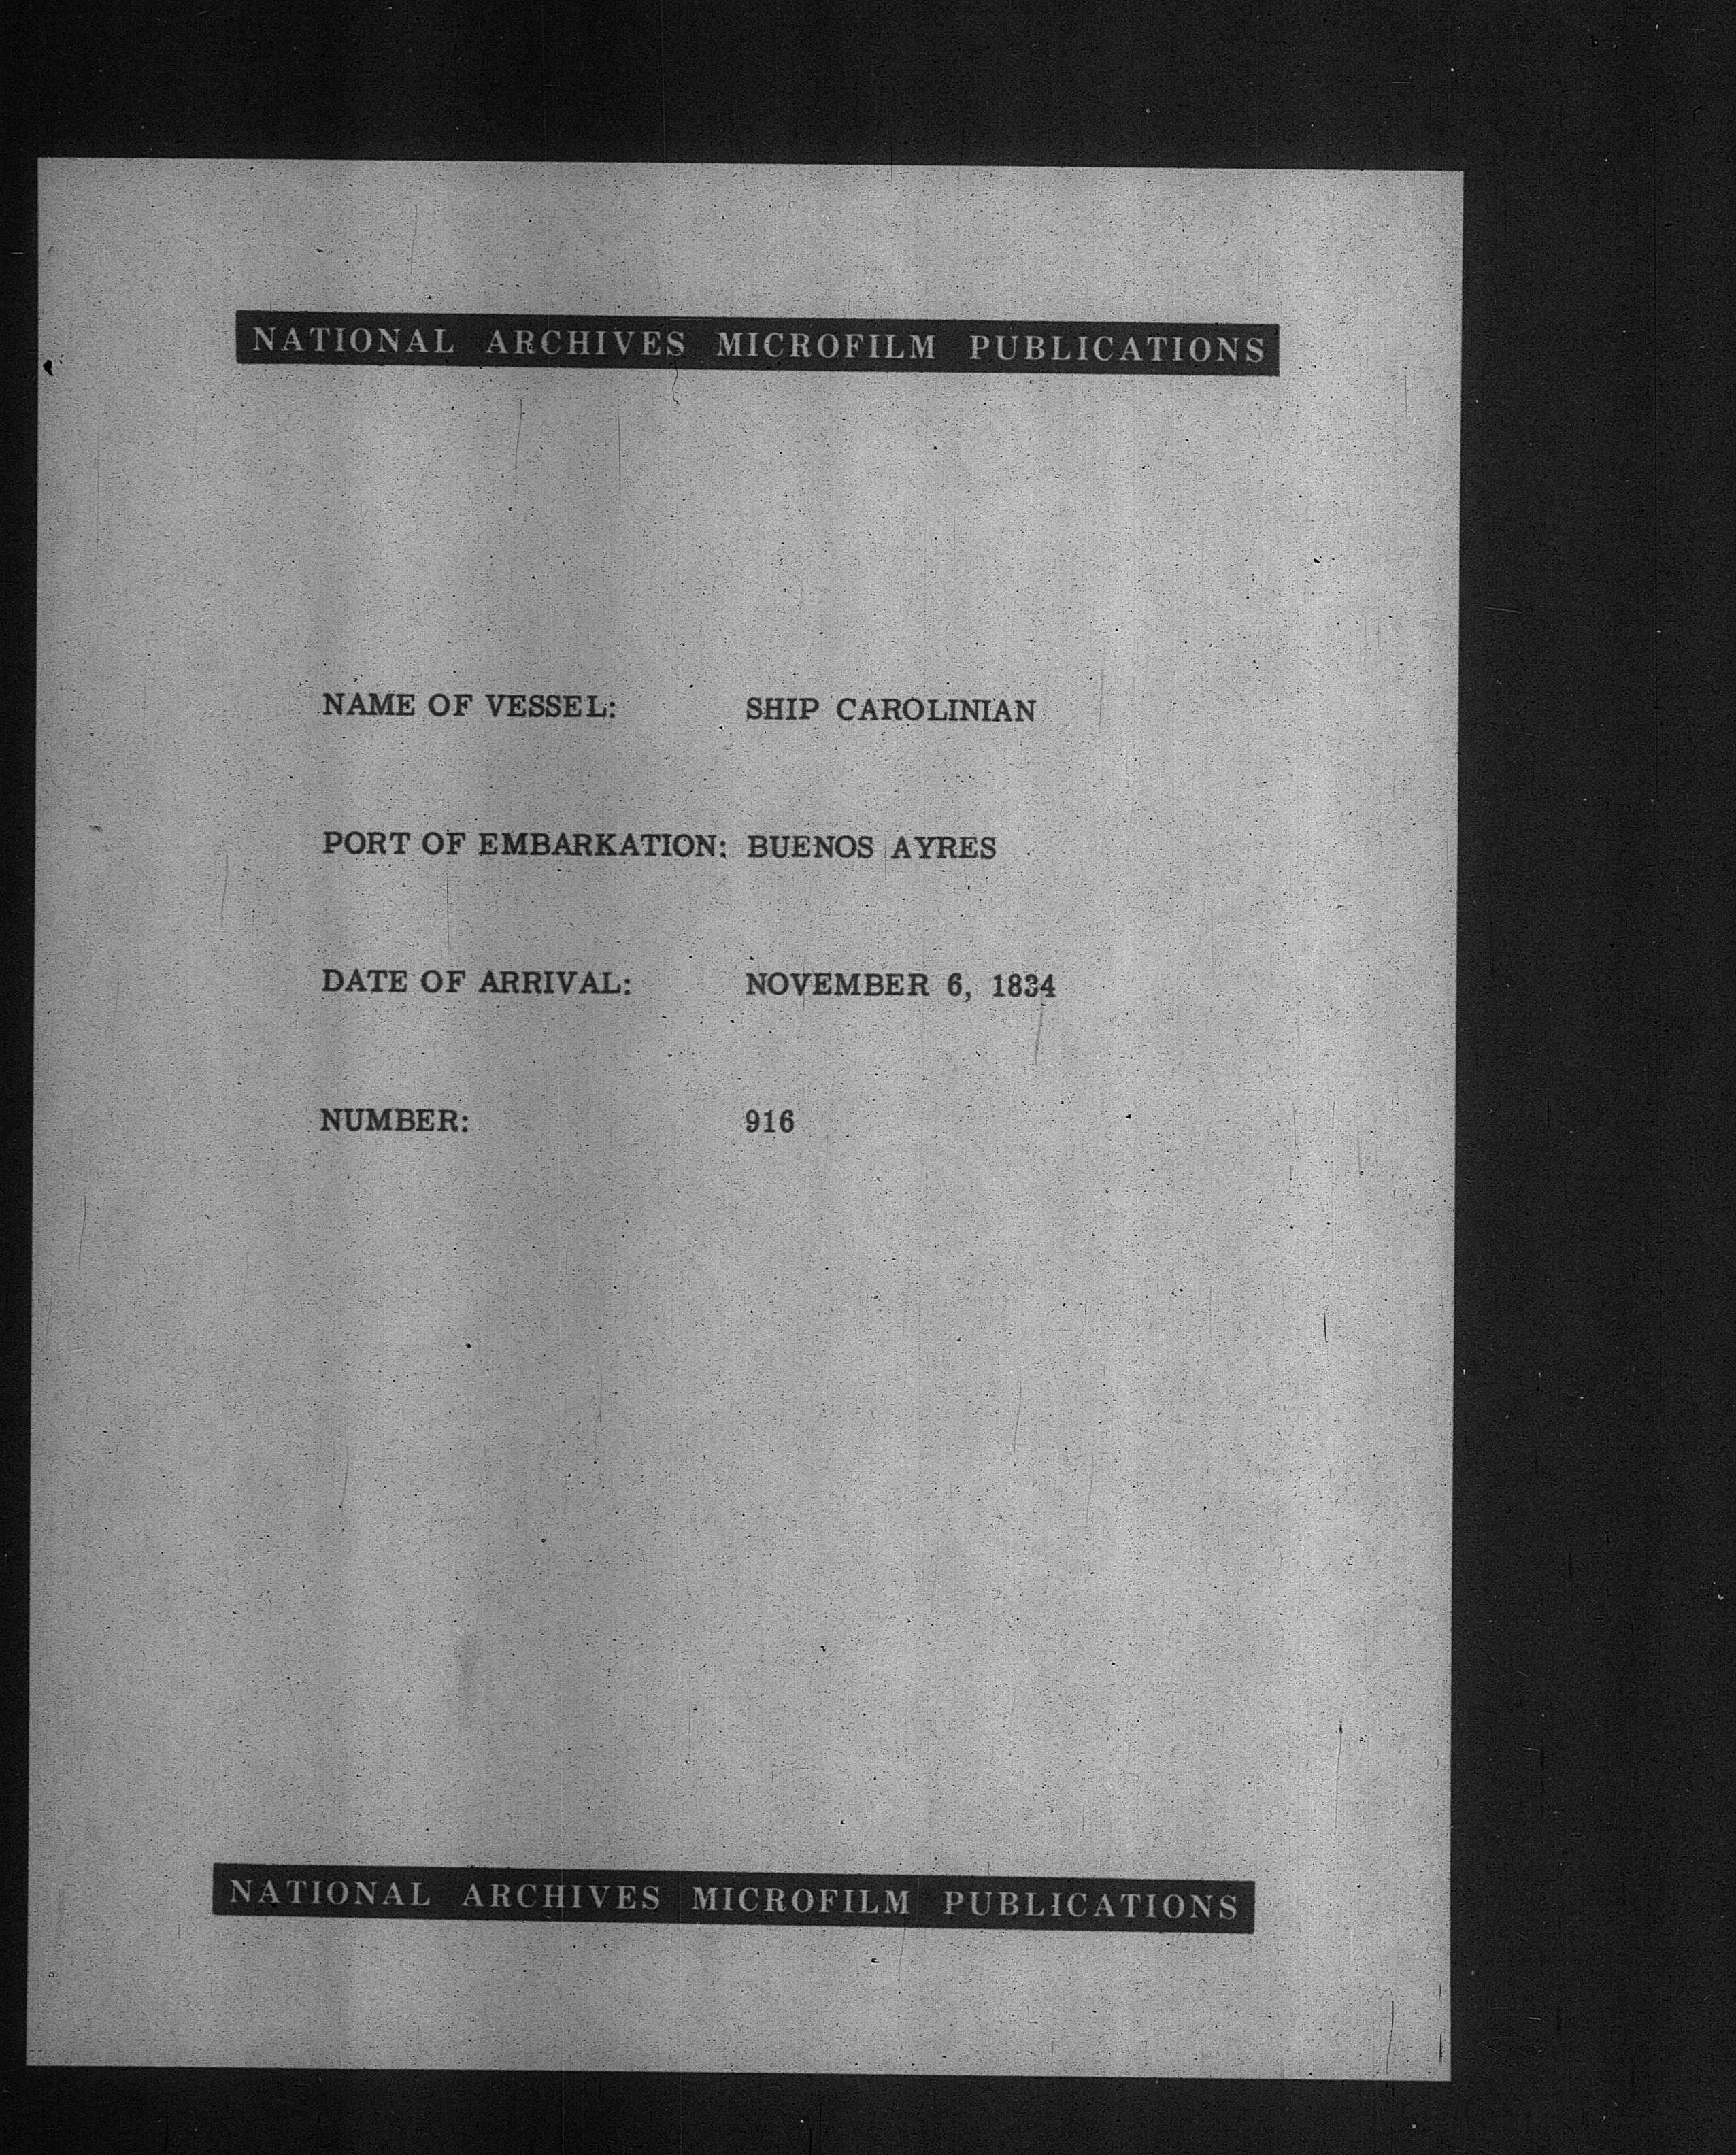 NATIONAL ARCHIVES MICROFILM PUBLICATIONS
NAME OF VESSEL: SHIP CAROLINIAN
PORT OF EMBARKATION: BUENOS AYRES
DATE OF ARRIVAL: NOVEMBER 6, 1834
NUMBER: 916
NATIONAL ARCHIVES MICROFILM PUBLICATIONS